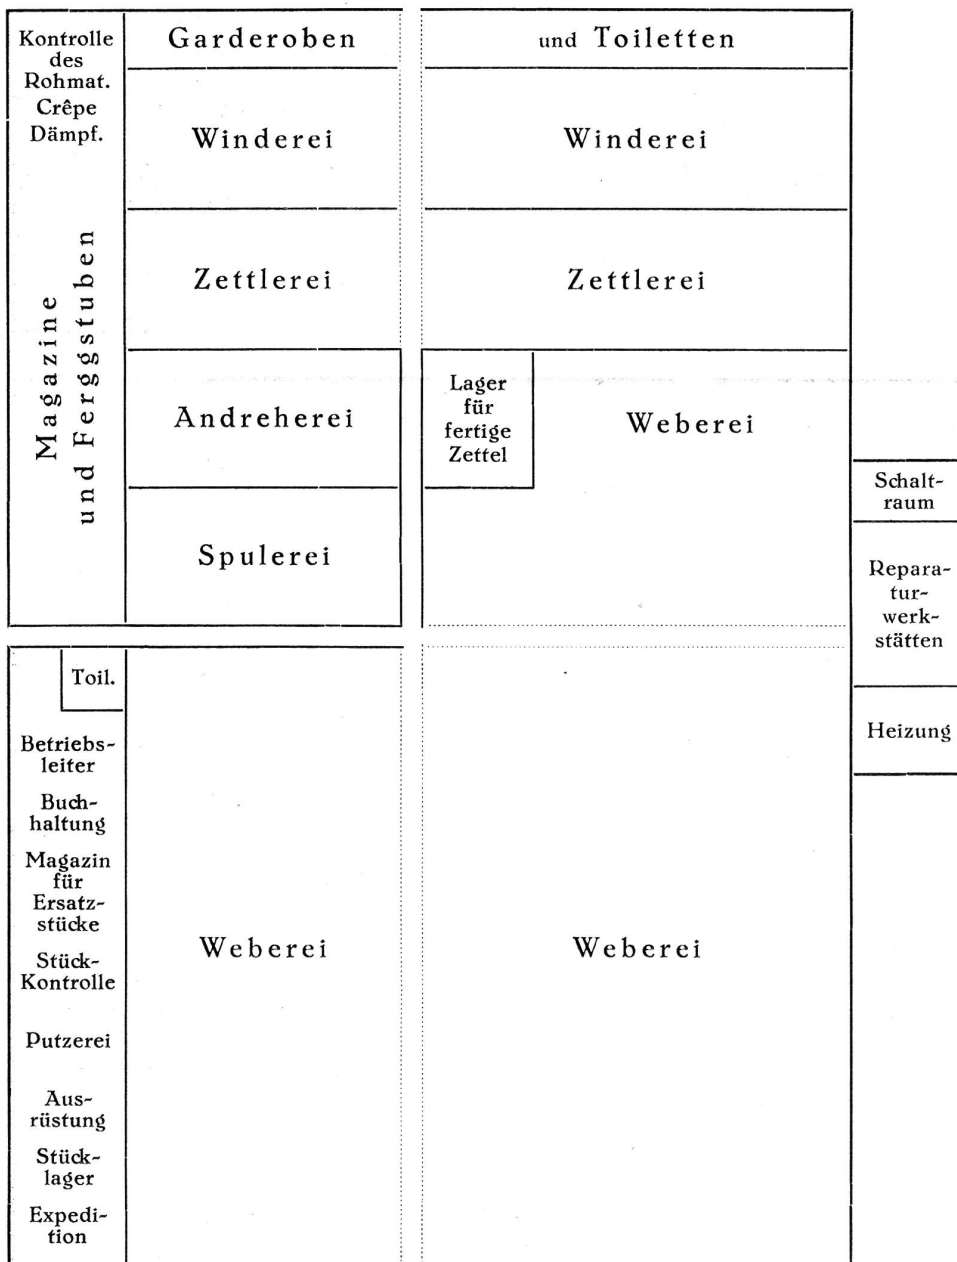 Kontrolle
des
Rohmat.
Crêpe
Dämpf.
Magazine
und Ferggstuben
Garderoben
und Toiletten
Winderei
Winderei
Zettlerei
Zettlerei
Andreherei
Lager
für
fertige
Zettel
Weberei
Spulerei
Schalt-
raum
Repara-
tur-
werk-
stätten
Heizung
Toil.
Betriebs-
leiter
Buch-
haltung
Magazin
für
Ersatz-
stücke
Stück-
Kontrolle
Putzerei
Aus-
rüstung
Stück-
lager
Expedi-
tion
Weberei
Weberei